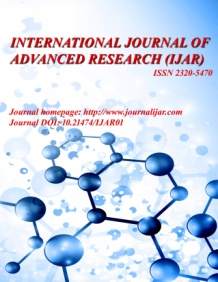 INTERNATIONAL JOURNAL OF
ADVANCED RESEARCH (IJAR)
ISSN 2320-5470
Journal homepage: http://www.journalijar.com
Journal DOI:-10.21474/IJAR01